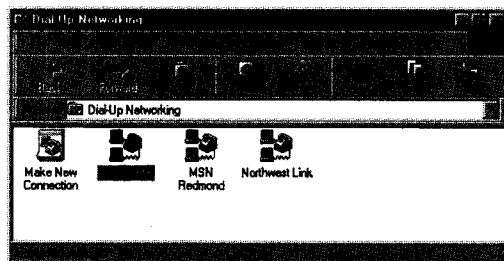 Dial-Up Networking
Back Forward
Dial-Up Networking
Make New Connection
MSN Redmond
Northwest Link